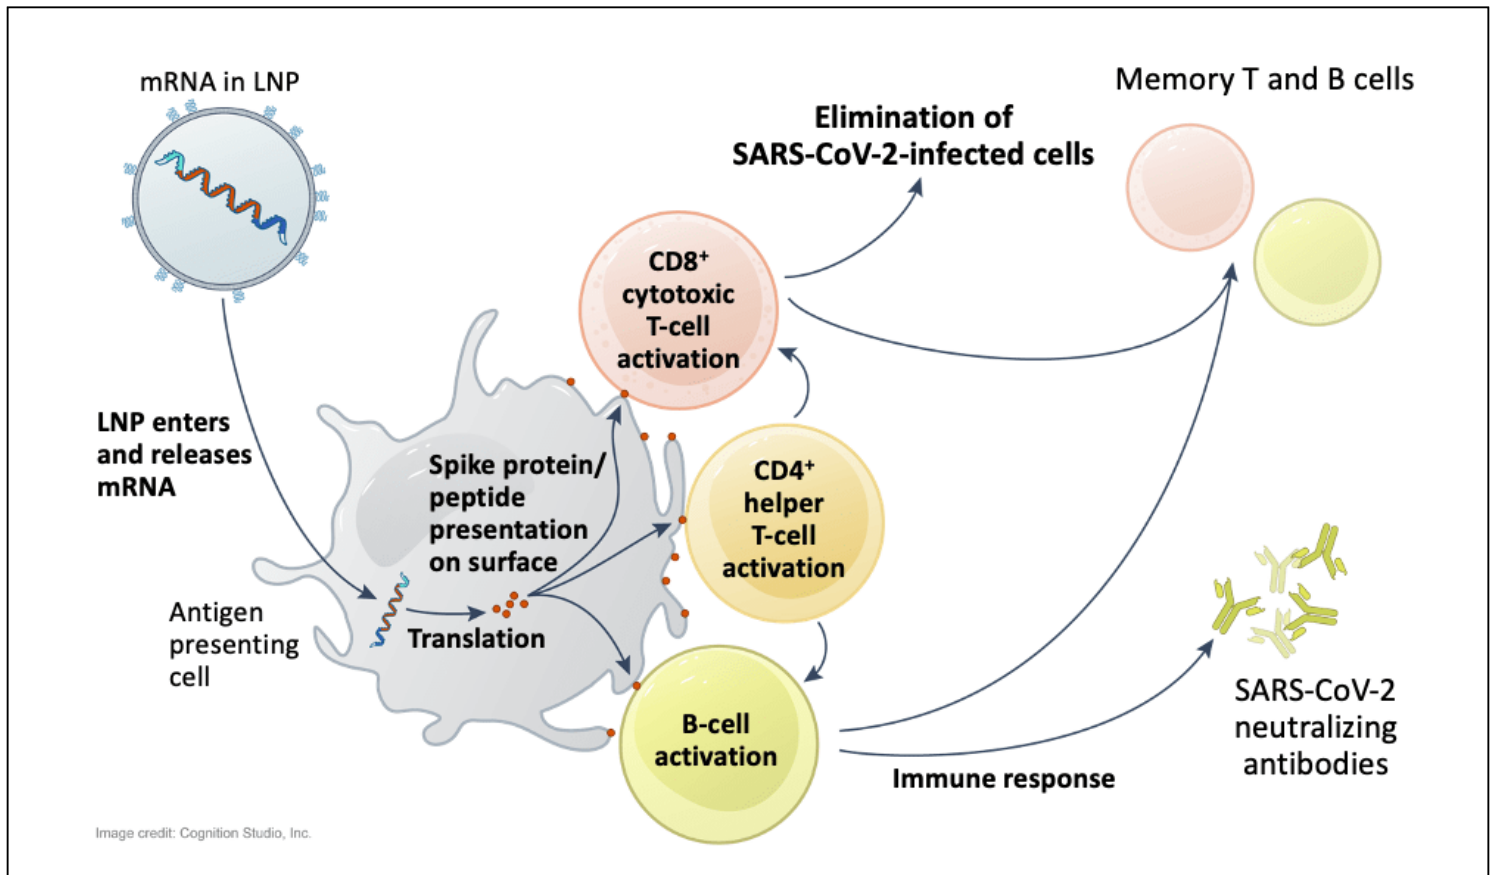 mRNA in LNP
Memory T and B cells
Elimination of
SARS-CoV-2-infected cells
CD8⁺
cytotoxic
T-cell
activation
LNP enters
and releases
mRNA
Spike protein/
peptide
presentation
on surface
CD4⁺
helper
T-cell
activation
Antigen
presenting
cell
Translation
B-cell
activation
Immune response
SARS-CoV-2
neutralizing
antibodies
Image credit: Cognition Studio, Inc.